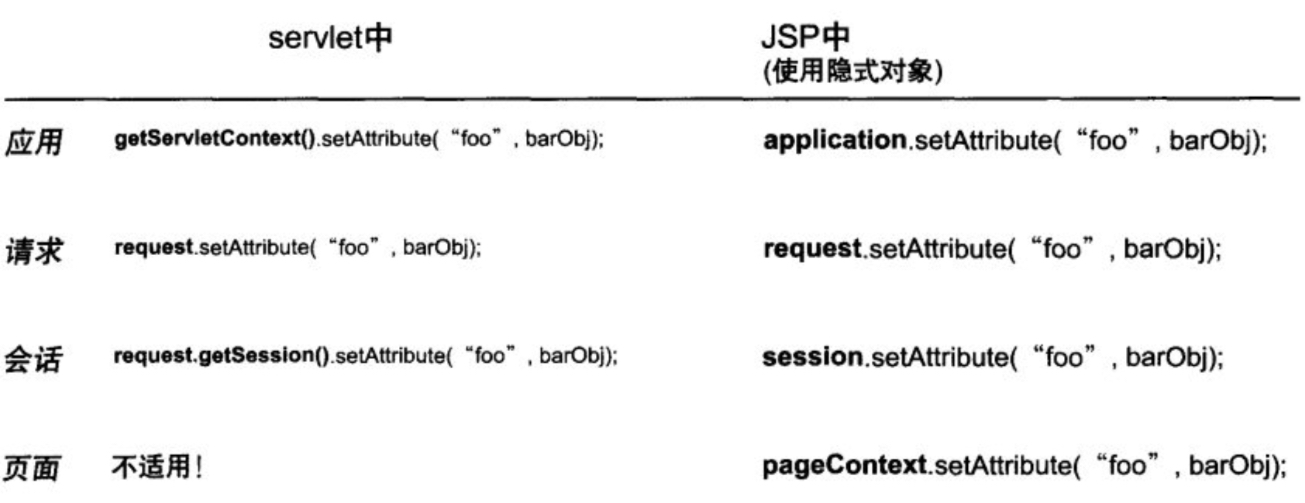 servlet中 JSP中
(使用隐式对象)
应用 getServletContext().setAttribute( “foo” , barObj); application.setAttribute( “foo” , barObj);
请求 request.setAttribute( “foo” , barObj); request.setAttribute( “foo” , barObj);
会话 request.getSession().setAttribute( “foo” , barObj); session.setAttribute( “foo” , barObj);
页面 不适用! pageContext.setAttribute( “foo” , barObj);